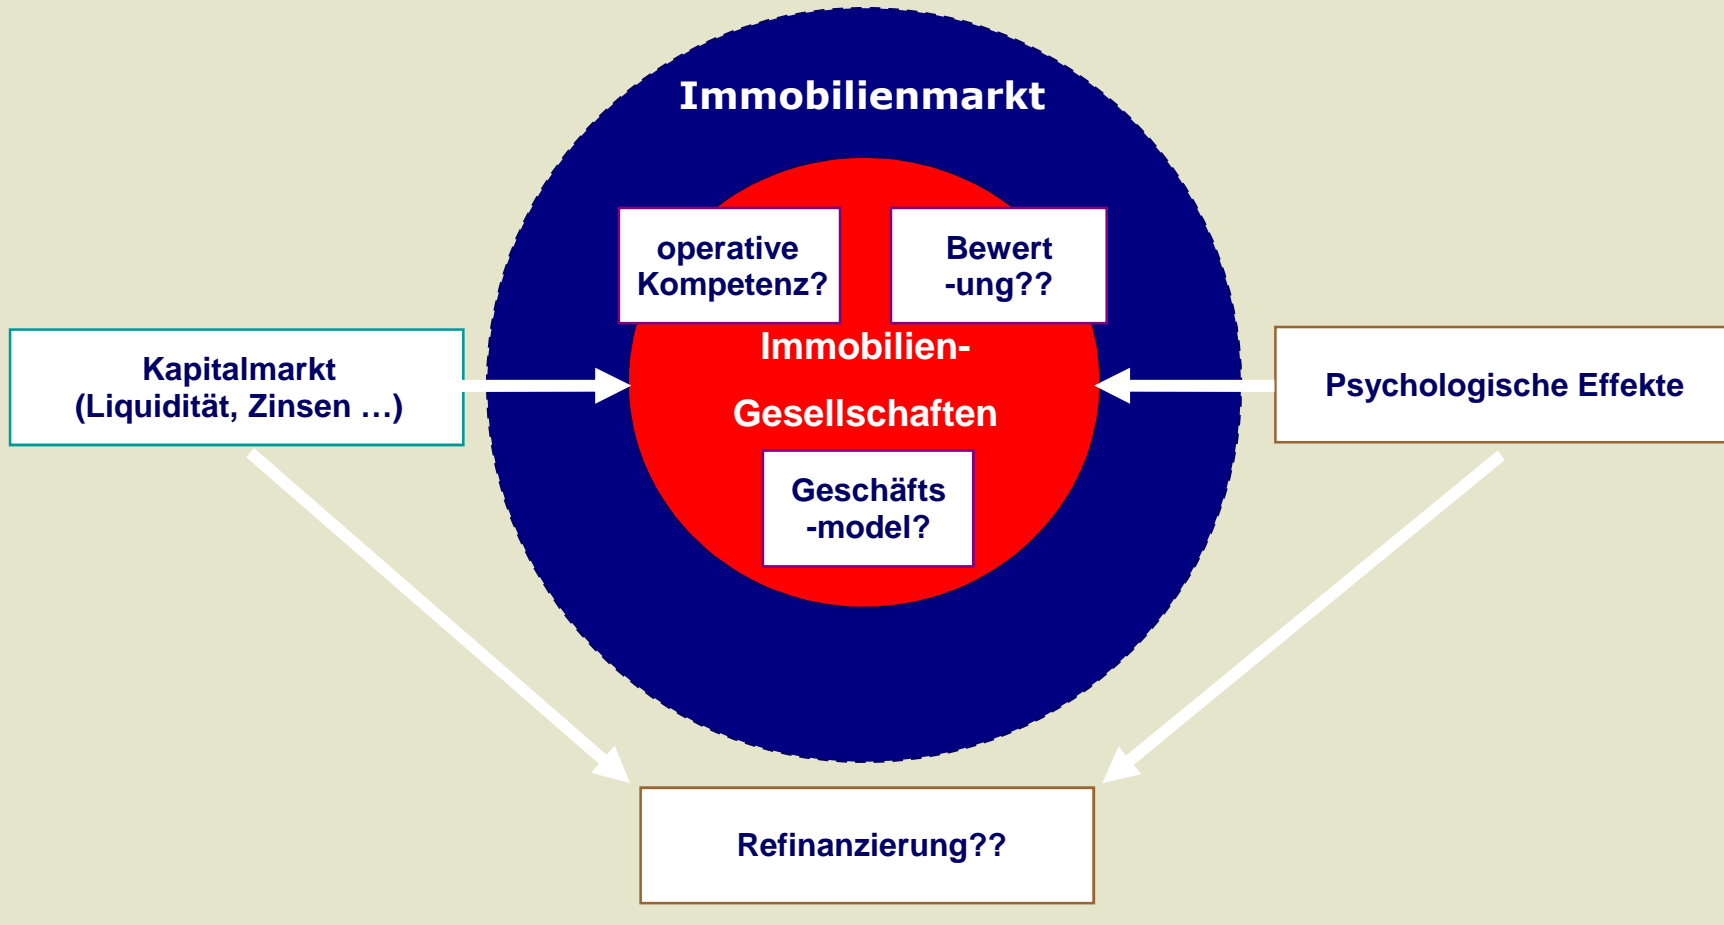 Immobilienmarkt
operative
Kompetenz?
Bewert
-ung??
Immobilien-
Gesellschaften
Geschäfts
-model?
Kapitalmarkt
(Liquidität, Zinsen …)
Psychologische Effekte
Refinanzierung??